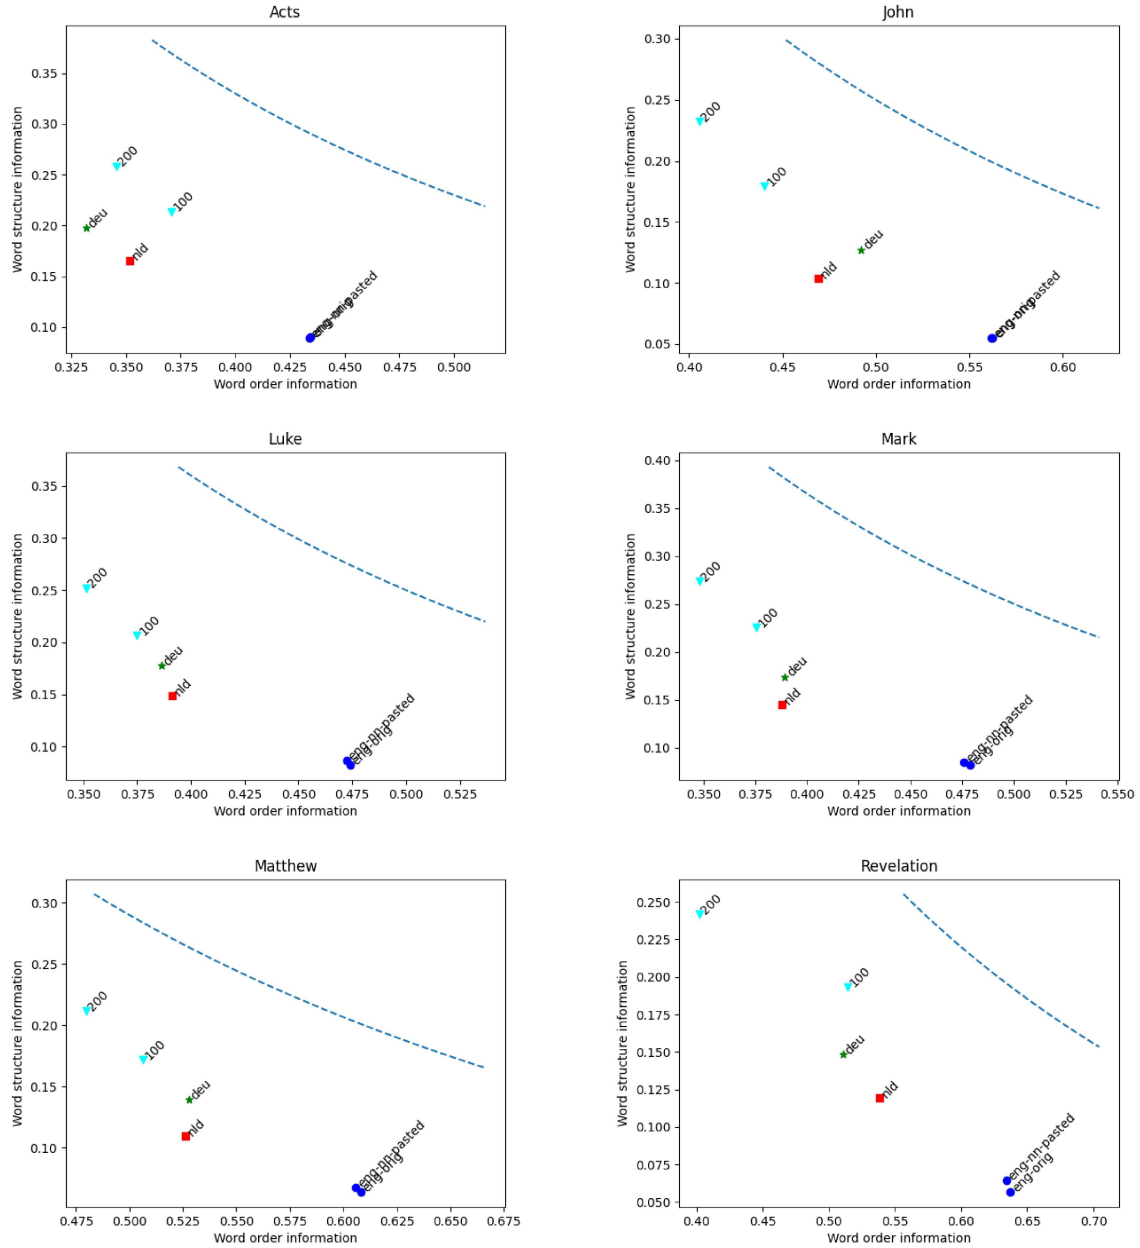 Acts
Word structure information
0.35
0.30
0.25
0.20
0.15
0.10
200
100
deu
nld
eng-nn-pasted
eng-orig
0.325 0.350 0.375 0.400 0.425 0.450 0.475 0.500
Word order information
John
Word structure information
0.30
0.25
0.20
0.15
0.10
0.05
200
100
deu
nld
eng-nn-pasted
eng-orig
0.40 0.45 0.50 0.55 0.60
Word order information
Luke
Word structure information
0.35
0.30
0.25
0.20
0.15
0.10
200
100
deu
nld
eng-nn-pasted
eng-orig
0.350 0.375 0.400 0.425 0.450 0.475 0.500 0.525
Word order information
Mark
Word structure information
0.40
0.35
0.30
0.25
0.20
0.15
0.10
200
100
deu
nld
eng-nn-pasted
eng-orig
0.350 0.375 0.400 0.425 0.450 0.475 0.500 0.525 0.550
Word order information
Matthew
Word structure information
0.30
0.25
0.20
0.15
0.10
200
100
deu
nld
eng-nn-pasted
eng-orig
0.475 0.500 0.525 0.550 0.575 0.600 0.625 0.650 0.675
Word order information
Revelation
Word structure information
0.250
0.225
0.200
0.175
0.150
0.125
0.100
0.075
0.050
200
100
deu
nld
eng-nn-pasted
eng-orig
0.40 0.45 0.50 0.55 0.60 0.65 0.70
Word order information